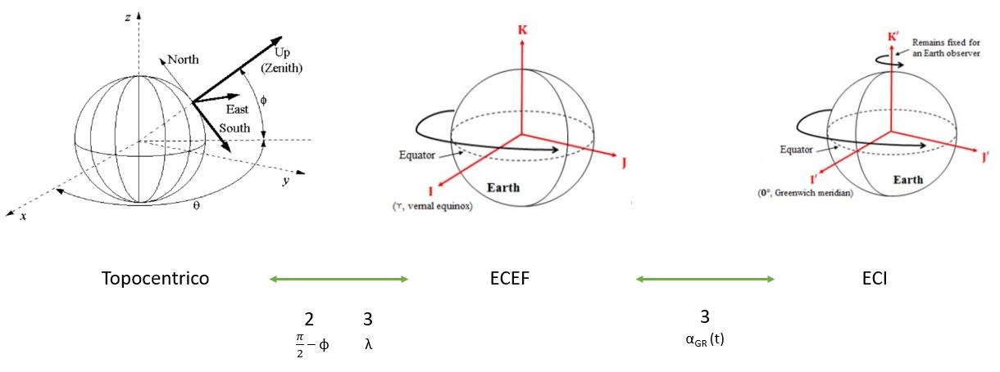 z
North
Up
(Zenith)
ϕ
East
South
y
θ
x
K
Equator
Earth
J
I
(ϒ, vernal equinox)
K'
Remains fixed for
an Earth observer
Equator
Earth
J'
I'
(0°, Greenwich meridian)
Topocentrico
ECEF
ECI
2 3
π/2 − ϕ λ
3
αGR (t)